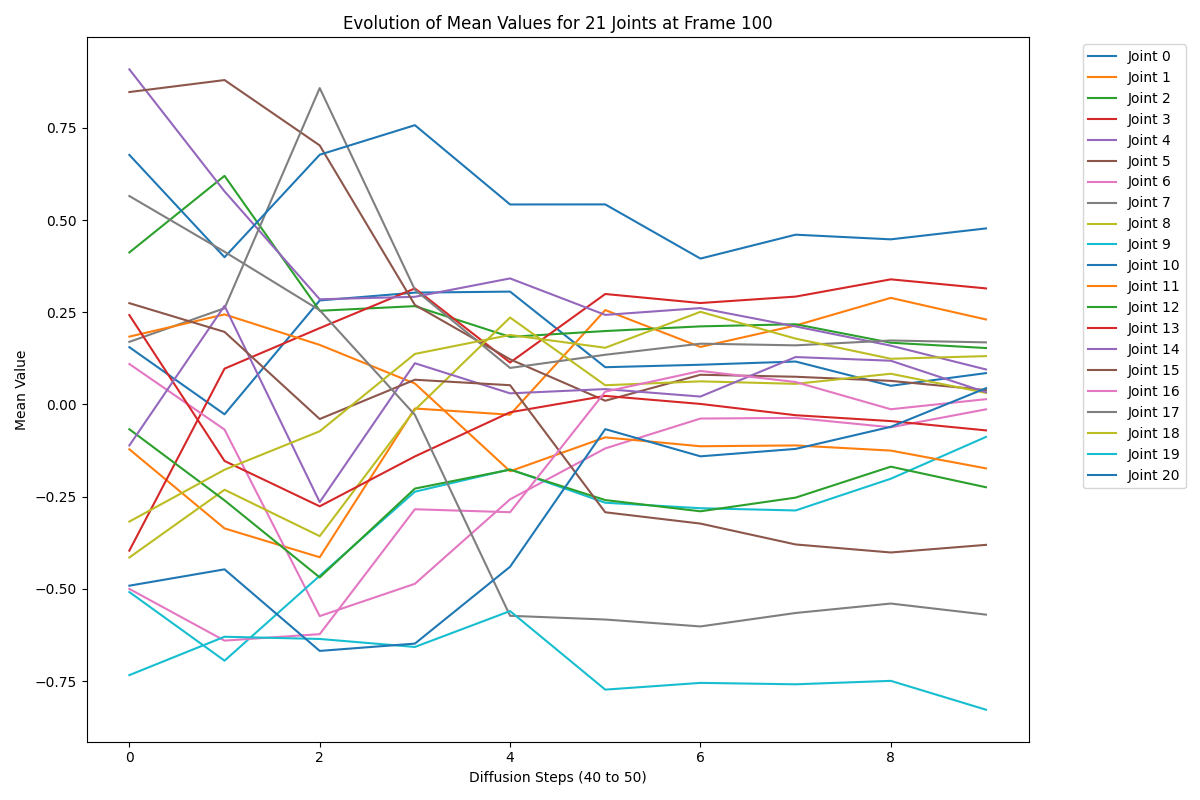 Evolution of Mean Values for 21 Joints at Frame 100
Mean Value
0.75
0.50
0.25
0.00
−0.25
−0.50
−0.75
0
2
4
6
8
Diffusion Steps (40 to 50)
Joint 0
Joint 1
Joint 2
Joint 3
Joint 4
Joint 5
Joint 6
Joint 7
Joint 8
Joint 9
Joint 10
Joint 11
Joint 12
Joint 13
Joint 14
Joint 15
Joint 16
Joint 17
Joint 18
Joint 19
Joint 20